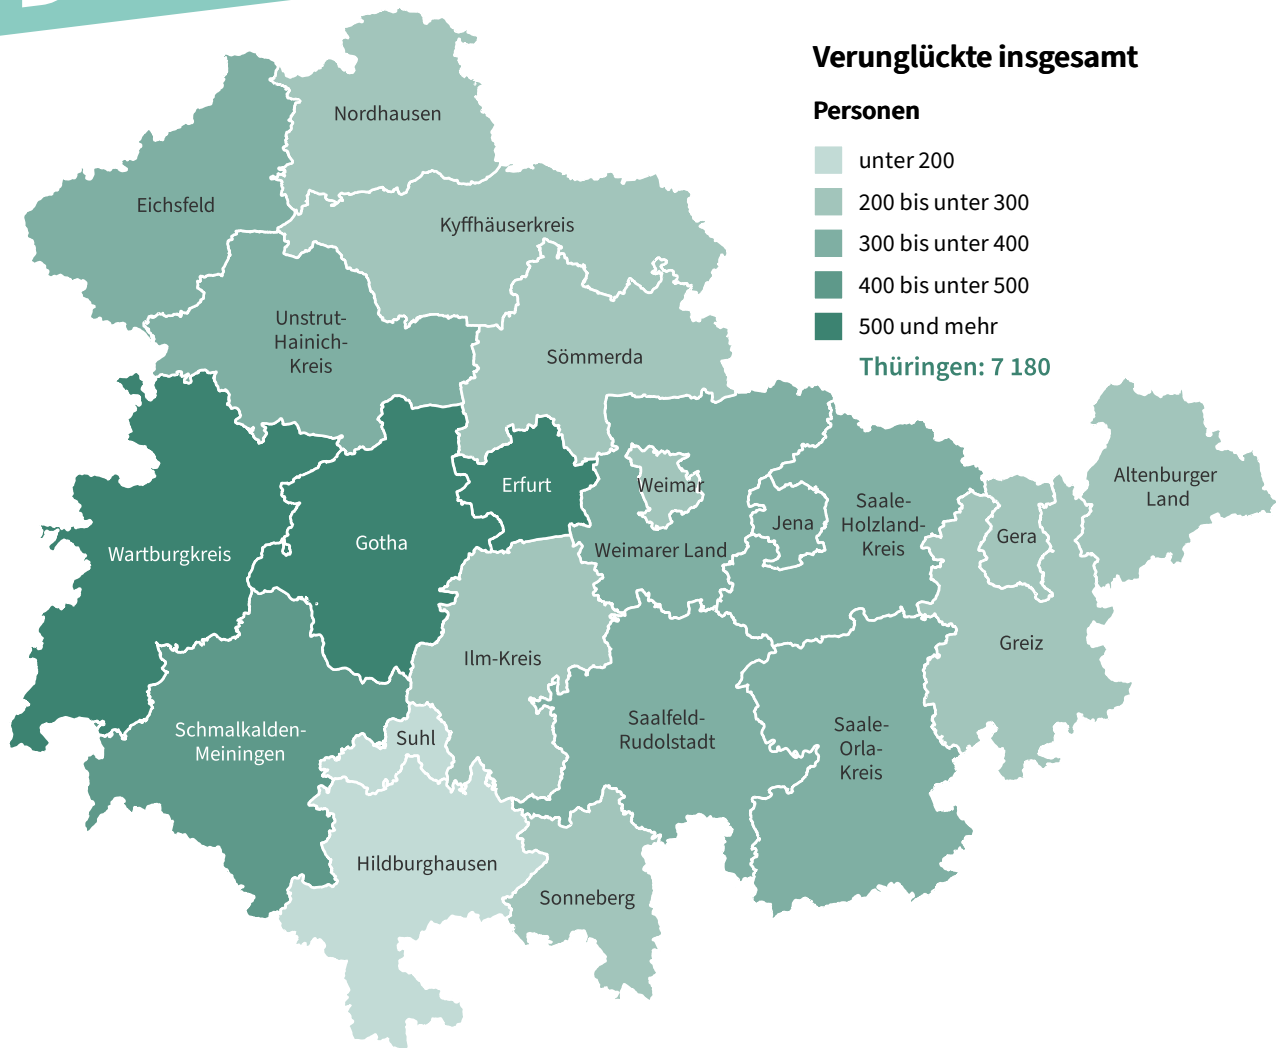 Verunglückte insgesamt
Personen
unter 200
200 bis unter 300
300 bis unter 400
400 bis unter 500
500 und mehr
Thüringen: 7 180
Nordhausen
Eichsfeld
Kyffhäuserkreis
Unstrut-
Hainich-
Kreis
Sömmerda
Altenburger
Land
Erfurt
Weimar
Saale-
Holzland-
Kreis
Jena
Gera
Gotha
Wartburgkreis
Weimarer Land
Greiz
Ilm-Kreis
Saalfeld-
Rudolstadt
Saale-
Orla-
Kreis
Schmalkalden-
Meiningen
Suhl
Hildburghausen
Sonneberg